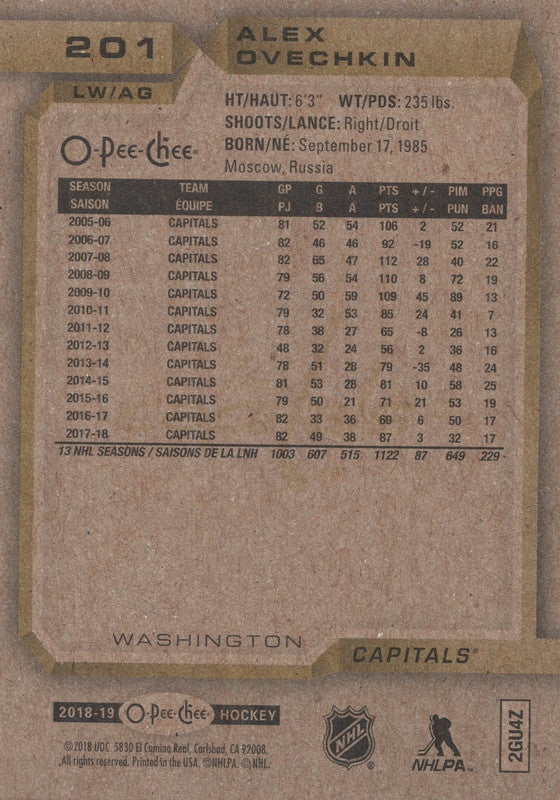 201
ALEX
OVECHKIN
LW/AG
HT/HAUT: 6'3" WT/PDS: 235 lbs.
SHOOTS/LANCE: Right/Droit
BORN/NÉ: September 17, 1985
Moscow, Russia
O-Pee-Chee®
SEASON TEAM GP G A PTS +/- PIM PPG
SAISON ÉQUIPE PJ B A PTS +/- PUN BAN
2005-06 CAPITALS 81 52 54 106 2 52 21
2006-07 CAPITALS 82 46 46 92 -19 52 16
2007-08 CAPITALS 82 65 47 112 28 40 22
2008-09 CAPITALS 79 56 54 110 8 72 19
2009-10 CAPITALS 72 50 59 109 45 89 13
2010-11 CAPITALS 79 32 53 85 24 41 7
2011-12 CAPITALS 78 38 27 65 -8 26 13
2012-13 CAPITALS 48 32 24 56 2 36 16
2013-14 CAPITALS 78 51 28 79 -35 48 24
2014-15 CAPITALS 81 53 28 81 10 58 25
2015-16 CAPITALS 79 50 21 71 21 53 19
2016-17 CAPITALS 82 33 36 69 6 50 17
2017-18 CAPITALS 82 49 38 87 3 32 17
13 NHL SEASONS / SAISONS DE LA LNH 1003 607 515 1122 87 649 229
WASHINGTON
CAPITALS®
2018-19 O-Pee-Chee® HOCKEY
©2018 UDC. 5830 El Camino Real, Carlsbad, CA 92008.
All rights reserved. Printed in the USA. ©NHLPA. ©NHL.
NHL
NHLPA
2GU4Z